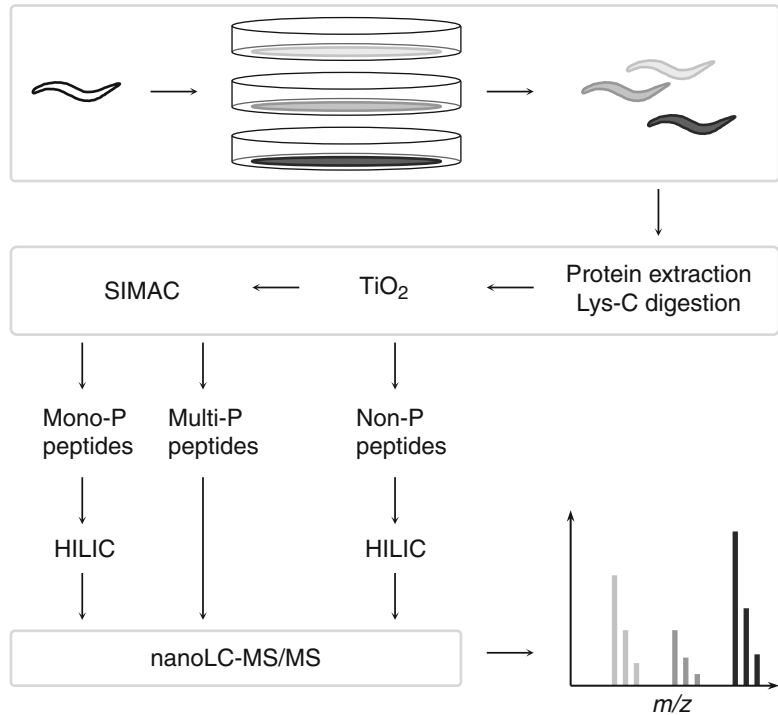 Protein extraction
Lys-C digestion
TiO₂
SIMAC
Mono-P
peptides
Multi-P
peptides
Non-P
peptides
HILIC
HILIC
nanoLC-MS/MS
m/z